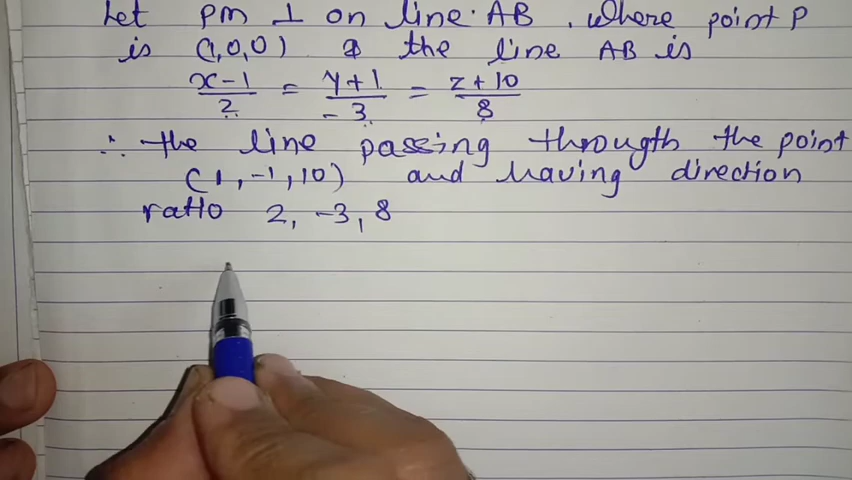 Let PM ⊥ on line AB, where point P
is (1,0,0) & the line AB is
x-1/2 = y+1/-3 = z+10/8
∴ the line passing through the point
(1,-1,10) and having direction
ratio 2, -3, 8